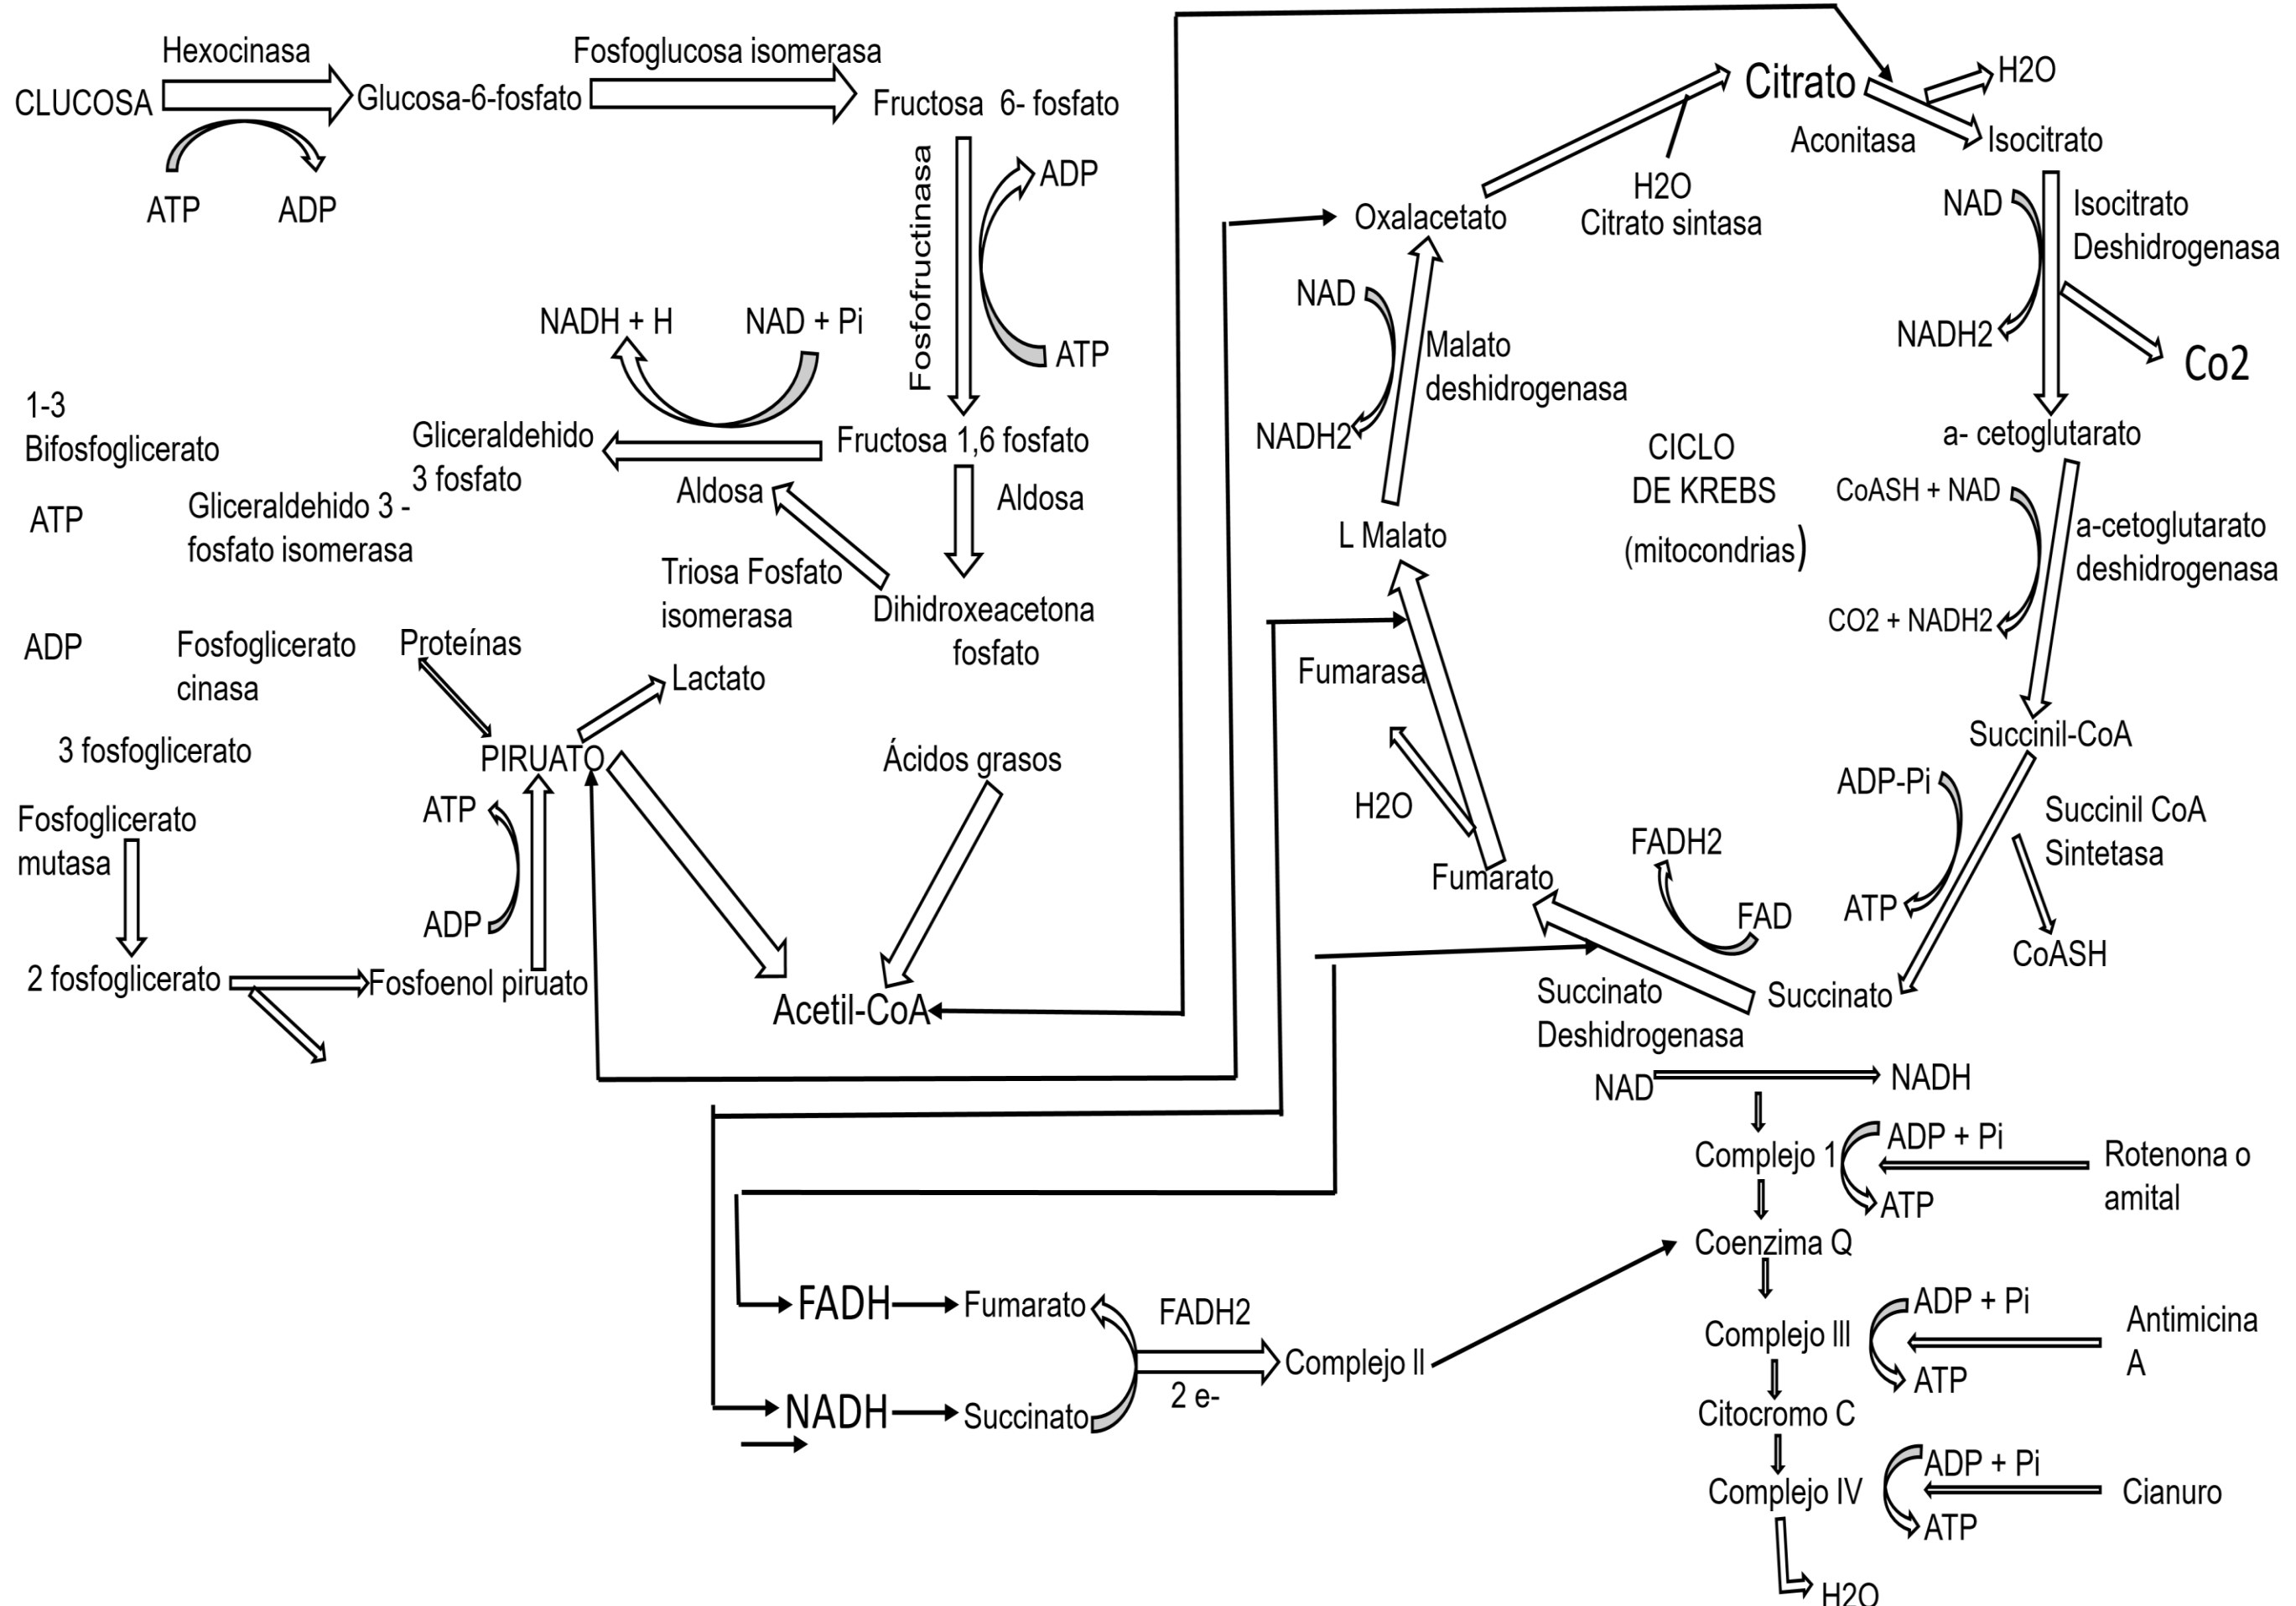 Hexocinasa
Fosfoglucosa isomerasa
CLUCOSA
Glucosa-6-fosfato
Fructosa 6- fosfato
ATP
ADP
Fosfofructinasa
ADP
ATP
NADH + H
NAD + Pi
1-3
Bifosfoglicerato
Gliceraldehido
3 fosfato
Fructosa 1,6 fosfato
Aldosa
Aldosa
ATP
Gliceraldehido 3 -
fosfato isomerasa
Triosa Fosfato
isomerasa
Dihidroxeacetona
fosfato
ADP
Fosfoglicerato
cinasa
Proteínas
Lactato
3 fosfoglicerato
PIRUATO
Ácidos grasos
Fosfoglicerato
mutasa
ATP
ADP
2 fosfoglicerato
Fosfoenol piruato
Acetil-CoA
Citrato
H2O
Aconitasa
Isocitrato
H2O
Citrato sintasa
Oxalacetato
NAD
Isocitrato
Deshidrogenasa
NADH2
Co2
NAD
Malato
deshidrogenasa
NADH2
a- cetoglutarato
CICLO
DE KREBS
(mitocondrias)
CoASH + NAD
a-cetoglutarato
deshidrogenasa
CO2 + NADH2
L Malato
Fumarasa
H2O
Succinil-CoA
ADP-Pi
Succinil CoA
Sintetasa
ATP
CoASH
FADH2
FAD
Fumarato
Succinato
Deshidrogenasa
Succinato
NAD
NADH
Complejo 1
ADP + Pi
ATP
Rotenona o
amital
Coenzima Q
FADH
Fumarato
FADH2
Complejo II
2 e-
NADH
Succinato
Complejo III
ADP + Pi
ATP
Antimicina
A
Citocromo C
Complejo IV
ADP + Pi
ATP
Cianuro
H2O